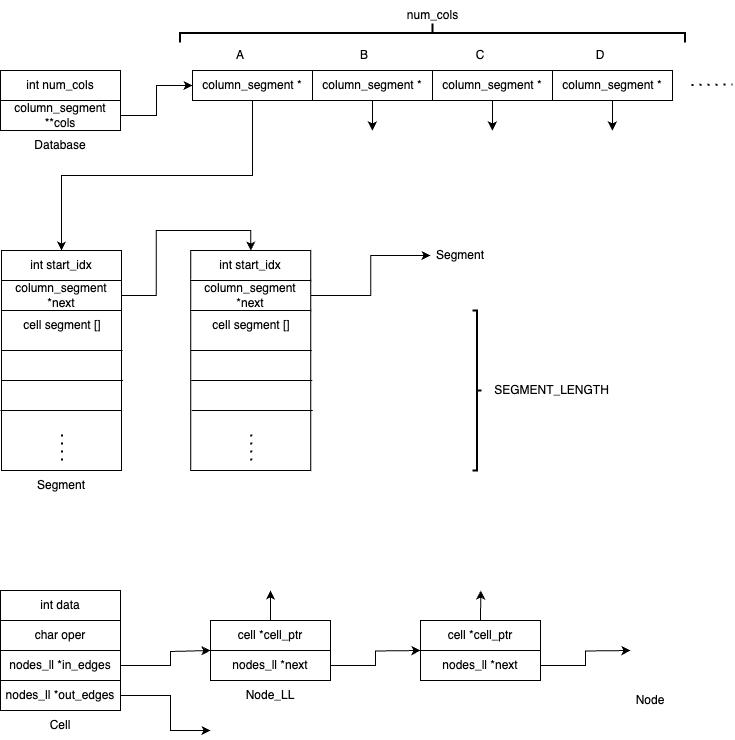 num_cols
A B C D
int num_cols
column_segment
**cols
Database
column_segment * column_segment * column_segment * column_segment *
int start_idx
column_segment
*next
cell segment []
Segment
int start_idx
column_segment
*next
cell segment []
Segment
SEGMENT_LENGTH
int data
char oper
nodes_ll *in_edges
nodes_ll *out_edges
Cell
cell *cell_ptr
nodes_ll *next
Node_LL
cell *cell_ptr
nodes_ll *next
Node